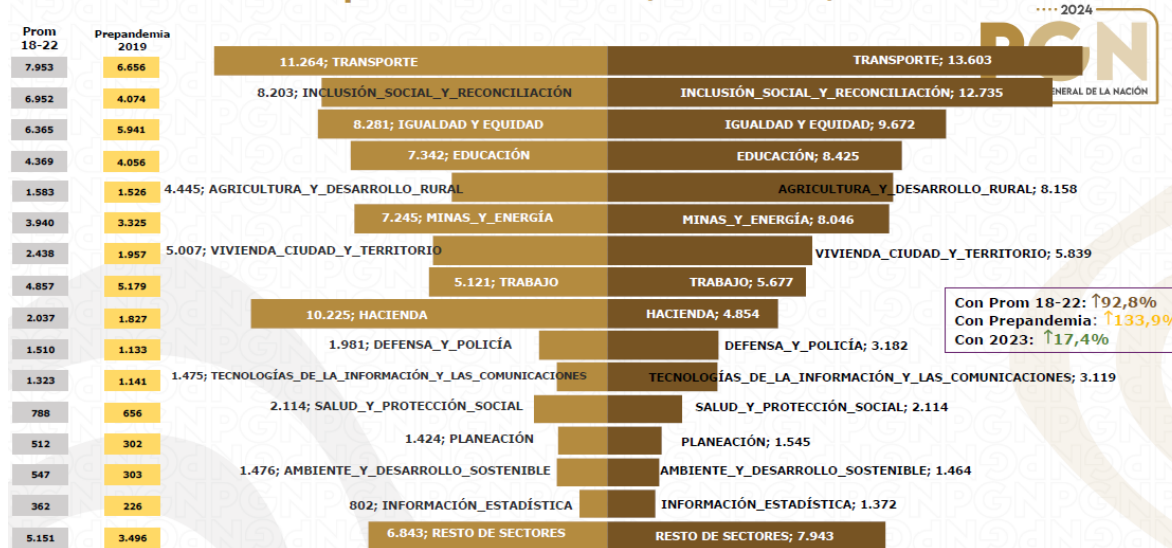 2024
PGN
ENERAL DE LA NACIÓN
Prom 18-22
Prepandemia 2019
7.953 6.656 11.264; TRANSPORTE TRANSPORTE; 13.603
6.952 4.074 8.203; INCLUSIÓN_SOCIAL_Y_RECONCILIACIÓN INCLUSIÓN_SOCIAL_Y_RECONCILIACIÓN; 12.735
6.365 5.941 8.281; IGUALDAD Y EQUIDAD IGUALDAD Y EQUIDAD; 9.672
4.369 4.056 7.342; EDUCACIÓN EDUCACIÓN; 8.425
1.583 1.526 4.445; AGRICULTURA_Y_DESARROLLO_RURAL AGRICULTURA_Y_DESARROLLO_RURAL; 8.158
3.940 3.325 7.245; MINAS_Y_ENERGÍA MINAS_Y_ENERGÍA; 8.046
2.438 1.957 5.007; VIVIENDA_CIUDAD_Y_TERRITORIO VIVIENDA_CIUDAD_Y_TERRITORIO; 5.839
4.857 5.179 5.121; TRABAJO TRABAJO; 5.677
2.037 1.827 10.225; HACIENDA HACIENDA; 4.854
1.510 1.133 1.981; DEFENSA_Y_POLICÍA DEFENSA_Y_POLICÍA; 3.182
1.323 1.141 1.475; TECNOLOGÍAS_DE_LA_INFORMACIÓN_Y_LAS_COMUNICACIONES TECNOLOGÍAS_DE_LA_INFORMACIÓN_Y_LAS_COMUNICACIONES; 3.119
788 656 2.114; SALUD_Y_PROTECCIÓN_SOCIAL SALUD_Y_PROTECCIÓN_SOCIAL; 2.114
512 302 1.424; PLANEACIÓN PLANEACIÓN; 1.545
547 303 1.476; AMBIENTE_Y_DESARROLLO_SOSTENIBLE AMBIENTE_Y_DESARROLLO_SOSTENIBLE; 1.464
362 226 802; INFORMACIÓN_ESTADÍSTICA INFORMACIÓN_ESTADÍSTICA; 1.372
5.151 3.496 6.843; RESTO DE SECTORES RESTO DE SECTORES; 7.943
Con Prom 18-22: ↑92,8%
Con Prepandemia: ↑133,9%
Con 2023: ↑17,4%